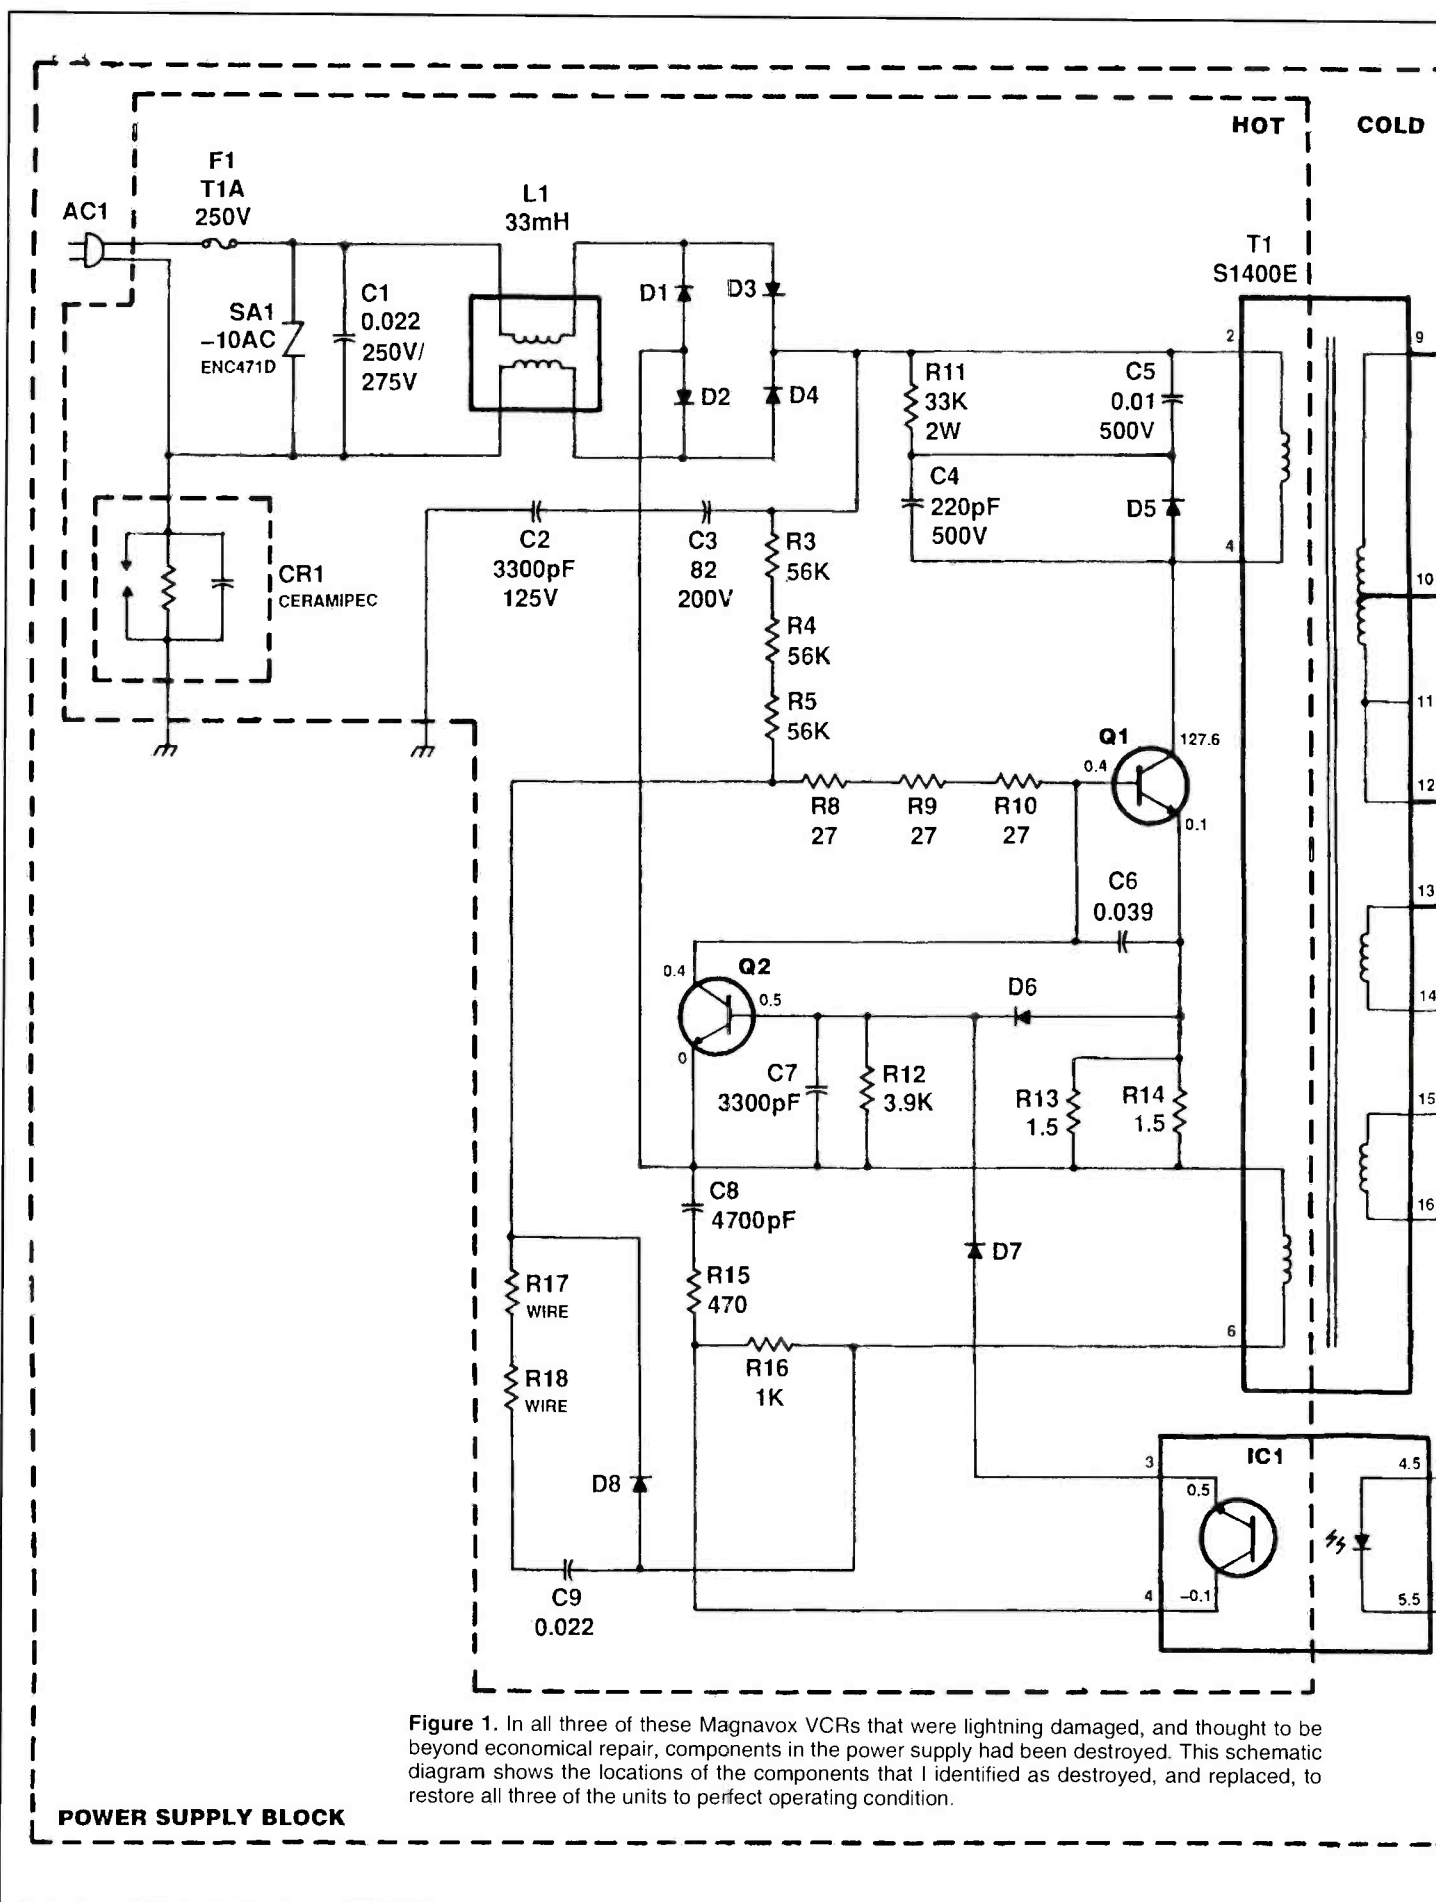 HOT
COLD
F1
T1A
250V
AC1
L1
33mH
T1
S1400E
D1
D3
SA1
–10AC
ENC471D
C1
0.022
250V/
275V
D2
D4
R11
33K
2W
C5
0.01
500V
2
9
C4
220pF
500V
D5
4
10
C2
3300pF
125V
C3
82
200V
R3
56K
CR1
CERAMIPEC
R4
56K
R5
56K
11
Q1
127.6
0.4
0.1
12
R8
27
R9
27
R10
27
C6
0.039
13
0.4
Q2
0.5
0
D6
14
C7
3300pF
R12
3.9K
R13
1.5
R14
1.5
15
C8
4700pF
16
D7
R17
WIRE
R15
470
6
R18
WIRE
R16
1K
D8
IC1
3
0.5
4.5
C9
0.022
4
–0.1
5.5
Figure 1. In all three of these Magnavox VCRs that were lightning damaged, and thought to be
beyond economical repair, components in the power supply had been destroyed. This schematic
diagram shows the locations of the components that I identified as destroyed, and replaced, to
restore all three of the units to perfect operating condition.
POWER SUPPLY BLOCK